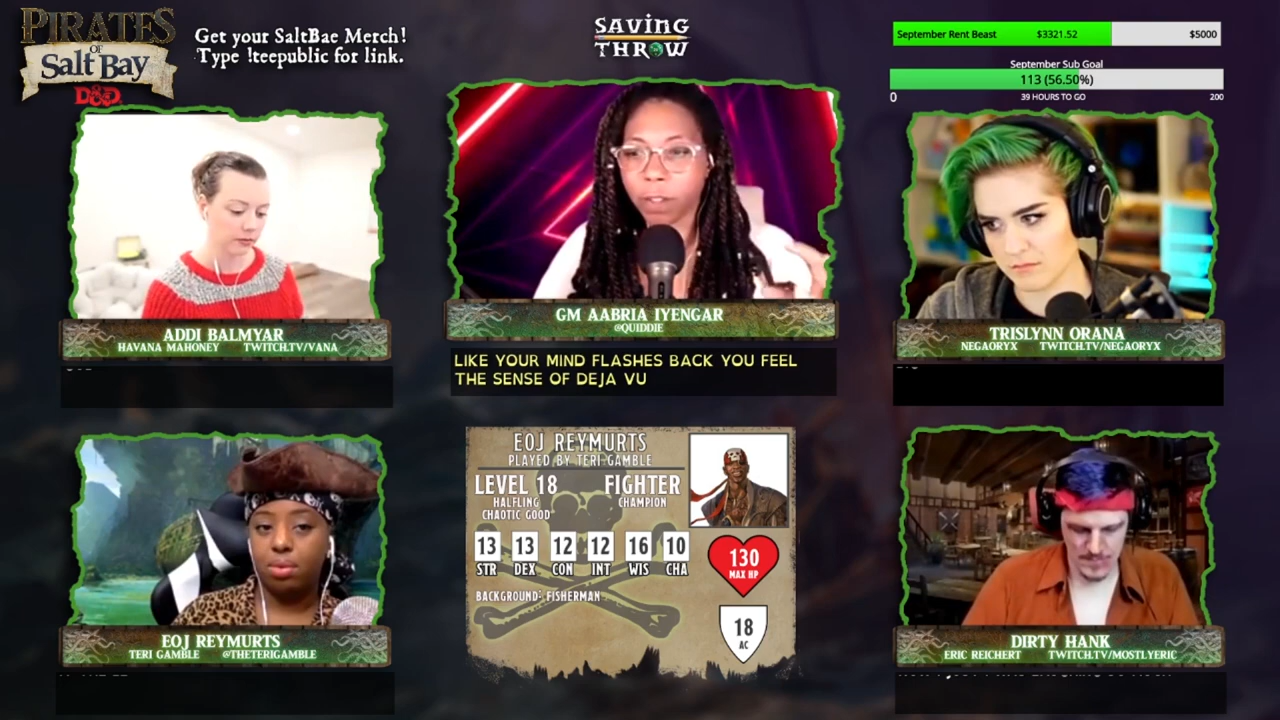 PIRATES
OF
Salt Bay
D&D
Get your SaltBae Merch!
Type !teepublic for link.
SAVING
THROW
September Rent Beast $3321.52 $5000
September Sub Goal
113 (56.50%)
0 39 HOURS TO GO 200
ADDI BALMYAR
HAVANA MAHONEY TWITCH.TV/VANA
GM AABRIA IYENGAR
@QUIDDIE
LIKE YOUR MIND FLASHES BACK YOU FEEL
THE SENSE OF DEJA VU
TRISLYNN ORANA
NEGAORYX TWITCH.TV/NEGAORYX
EOJ REYMURTS
TERI GAMBLE @THETERIGAMBLE
EOJ REYMURTS
PLAYED BY TERI GAMBLE
LEVEL 18 FIGHTER
HALFLING CHAMPION
CHAOTIC GOOD
13 13 12 12 16 10
STR DEX CON INT WIS CHA
BACKGROUND: FISHERMAN
130
MAX HP
18
AC
DIRTY HANK
ERIC REICHERT TWITCH.TV/MOSTLYERIC